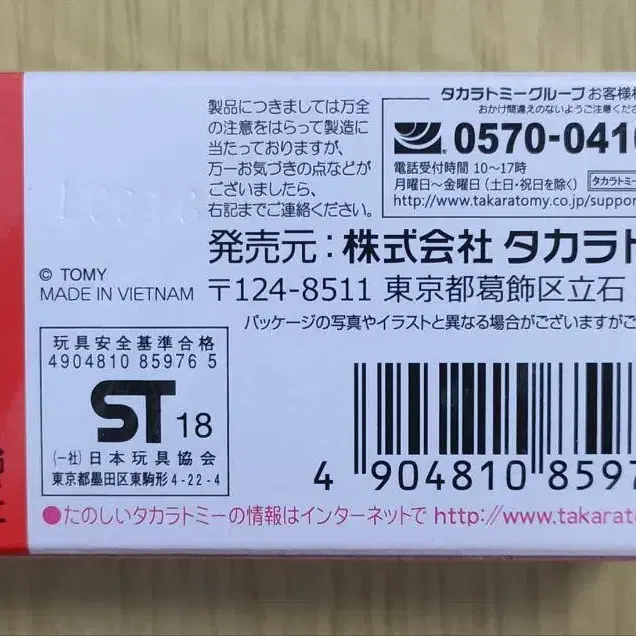 製品につきましては万全
の注意をはらって製造に
当たっておりますが、
万一お気づきの点などが
ございましたら、
右記までご連絡ください。
タカラトミーグループお客様
おかけ間違えのないようご注意くださ
0570-041
電話受付時間 10～17時
月曜日～金曜日(土日・祝日を除く)
タカラトミー
http://www.takaratomy.co.jp/suppor
発売元：株式会社 タカラト
© TOMY
MADE IN VIETNAM
〒124-8511 東京都葛飾区立石
パッケージの写真やイラストと異なる場合がございますがご
玩具安全基準合格
4904810 85976 5
ST 18
(一社)日本玩具協会
東京都墨田区東駒形4-22-4
4 904810 8597
●たのしいタカラトミーの情報はインターネットで http://www.takarato